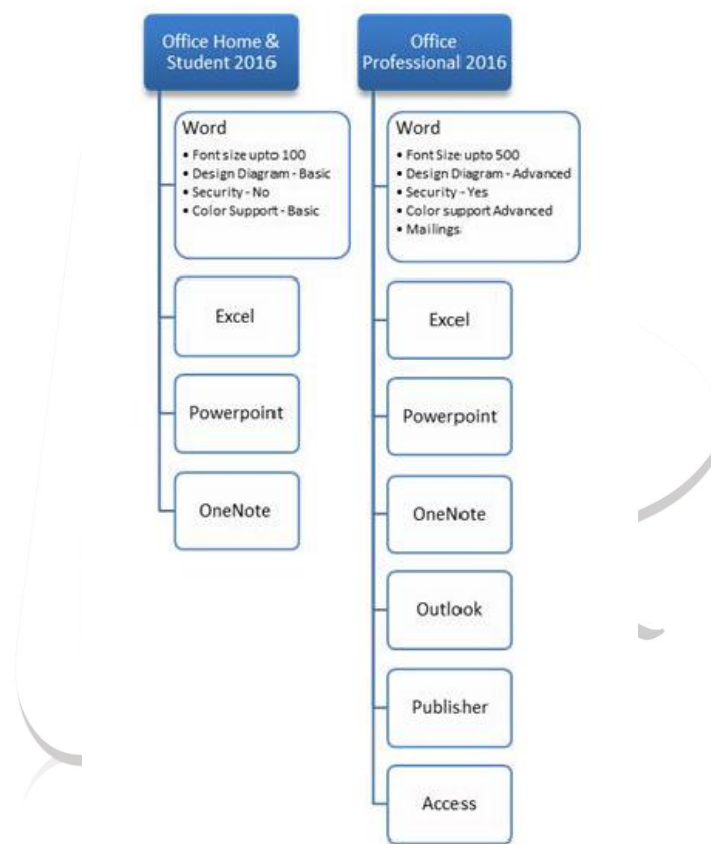 Office Home &
Student 2016
Word
• Font size upto 100
• Design Diagram - Basic
• Security - No
• Color Support - Basic
Excel
Powerpoint
OneNote
Office
Professional 2016
Word
• Font Size upto 500
• Design Diagram - Advanced
• Security - Yes
• Color support Advanced
• Mailings
Excel
Powerpoint
OneNote
Outlook
Publisher
Access